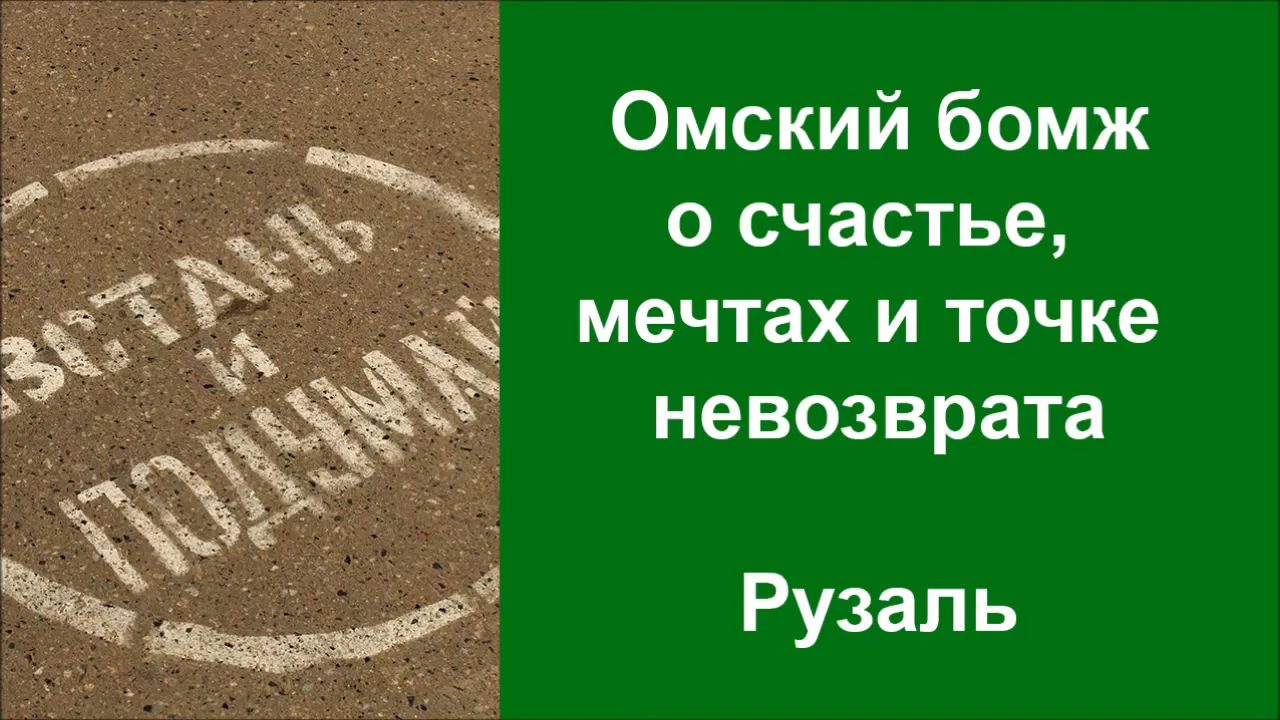 ВСТАНЬ
И
ПОДУМАЙ
Омский бомж
о счастье,
мечтах и точке
невозврата
Рузаль